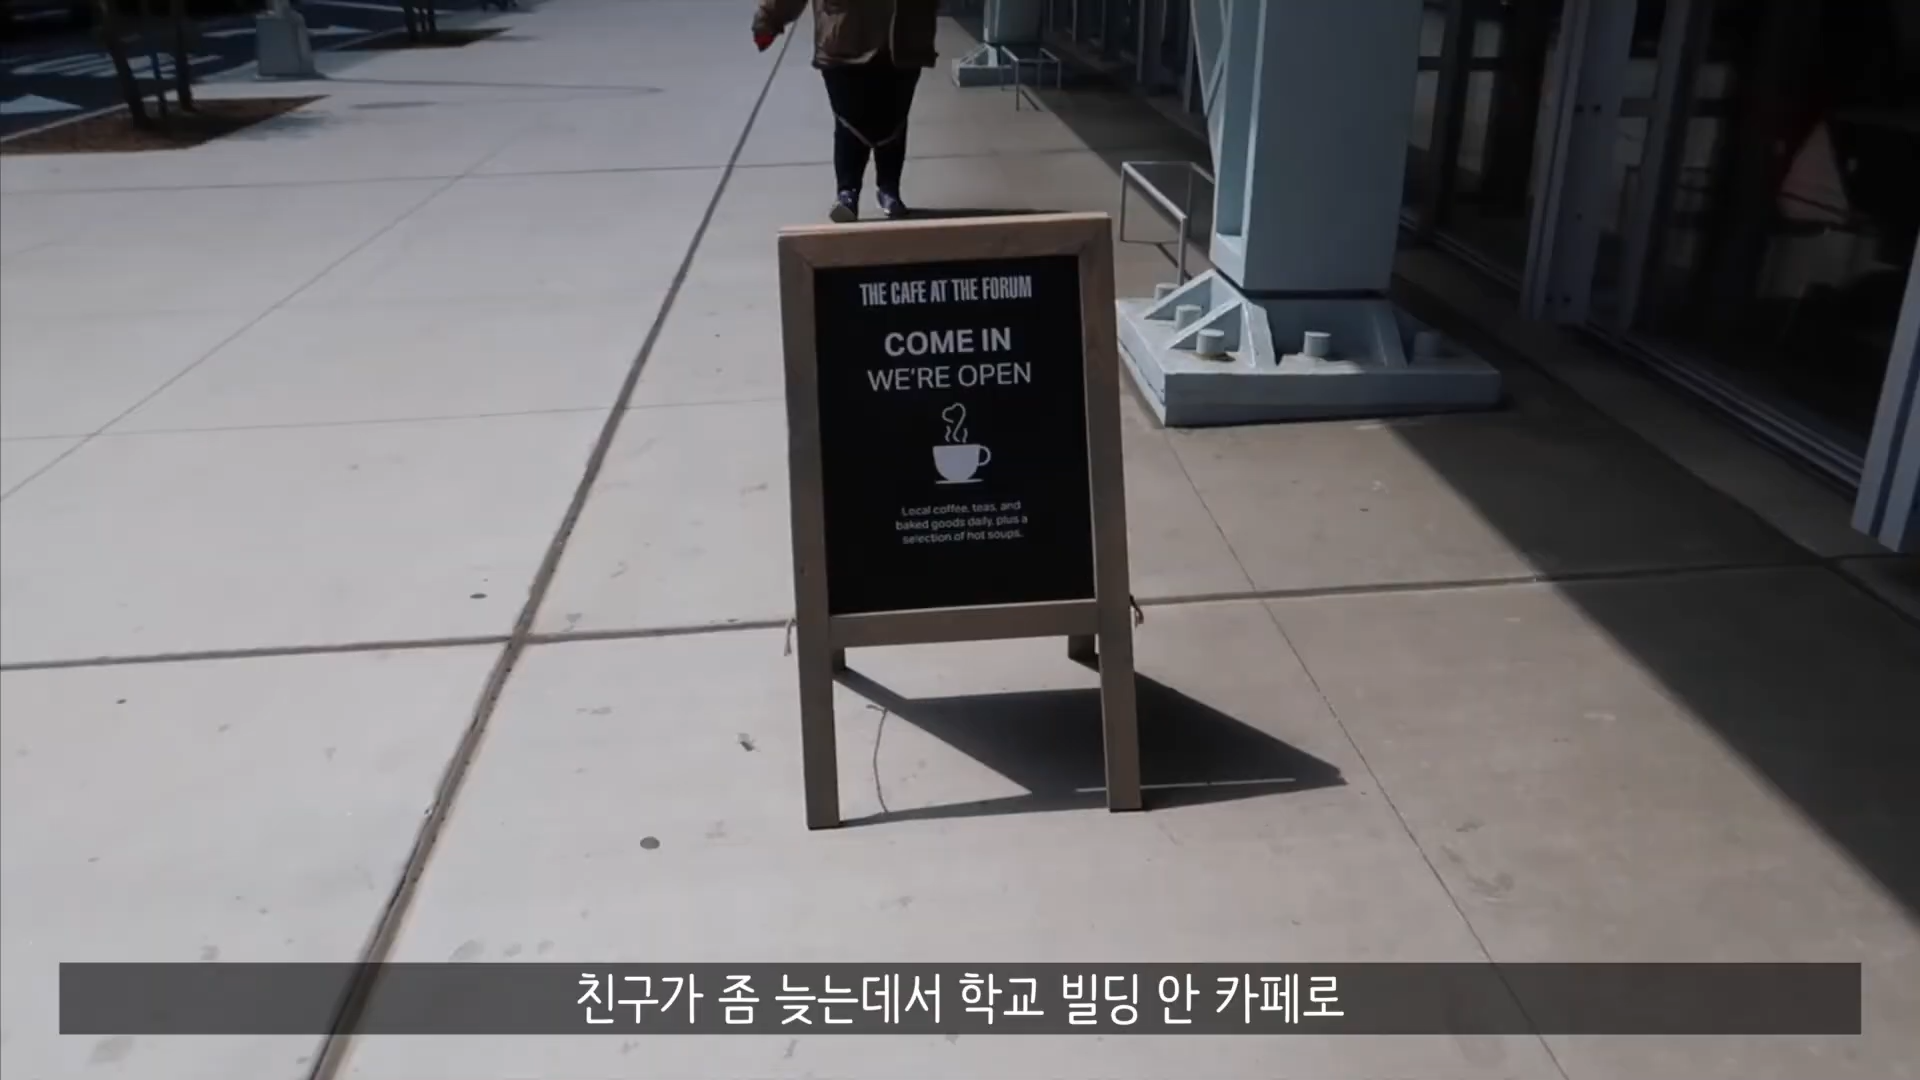 THE CAFE AT THE FORUM
COME IN
WE'RE OPEN
Local coffee, teas, and
baked goods daily, plus a
selection of hot soups.
친구가 좀 늦는데서 학교 빌딩 안 카페로